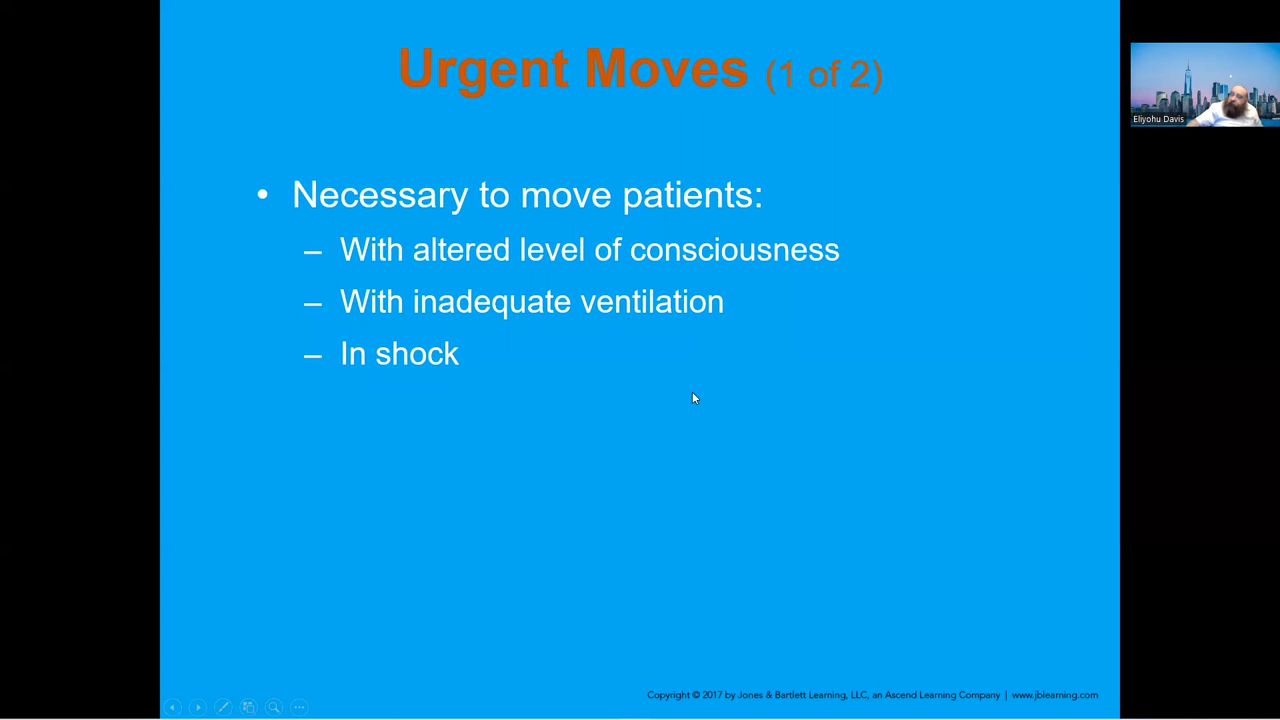 Urgent Moves (1 of 2)
• Necessary to move patients:
– With altered level of consciousness
– With inadequate ventilation
– In shock
Eliyohu Davis
Copyright © 2017 by Jones & Bartlett Learning, LLC, an Ascend Learning Company | www.jblearning.com